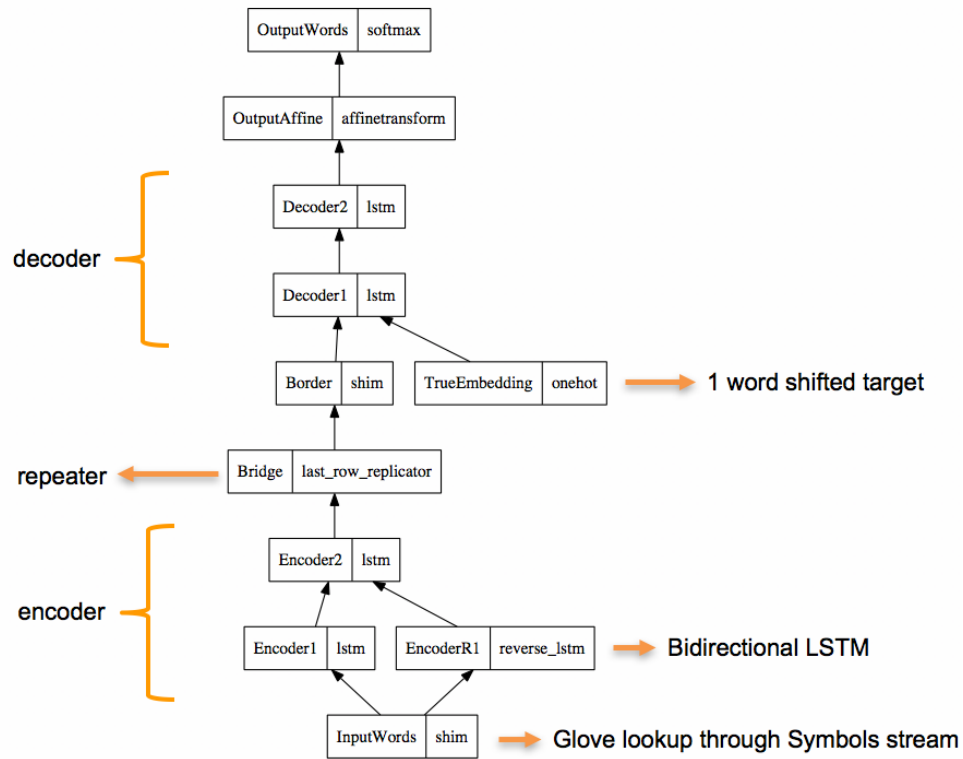 OutputWords softmax
OutputAffine affinetransform
Decoder2 lstm
decoder
Decoder1 lstm
Border shim
TrueEmbedding onehot
1 word shifted target
repeater
Bridge last_row_replicator
Encoder2 lstm
encoder
Encoder1 lstm
EncoderR1 reverse_lstm
Bidirectional LSTM
InputWords shim
Glove lookup through Symbols stream